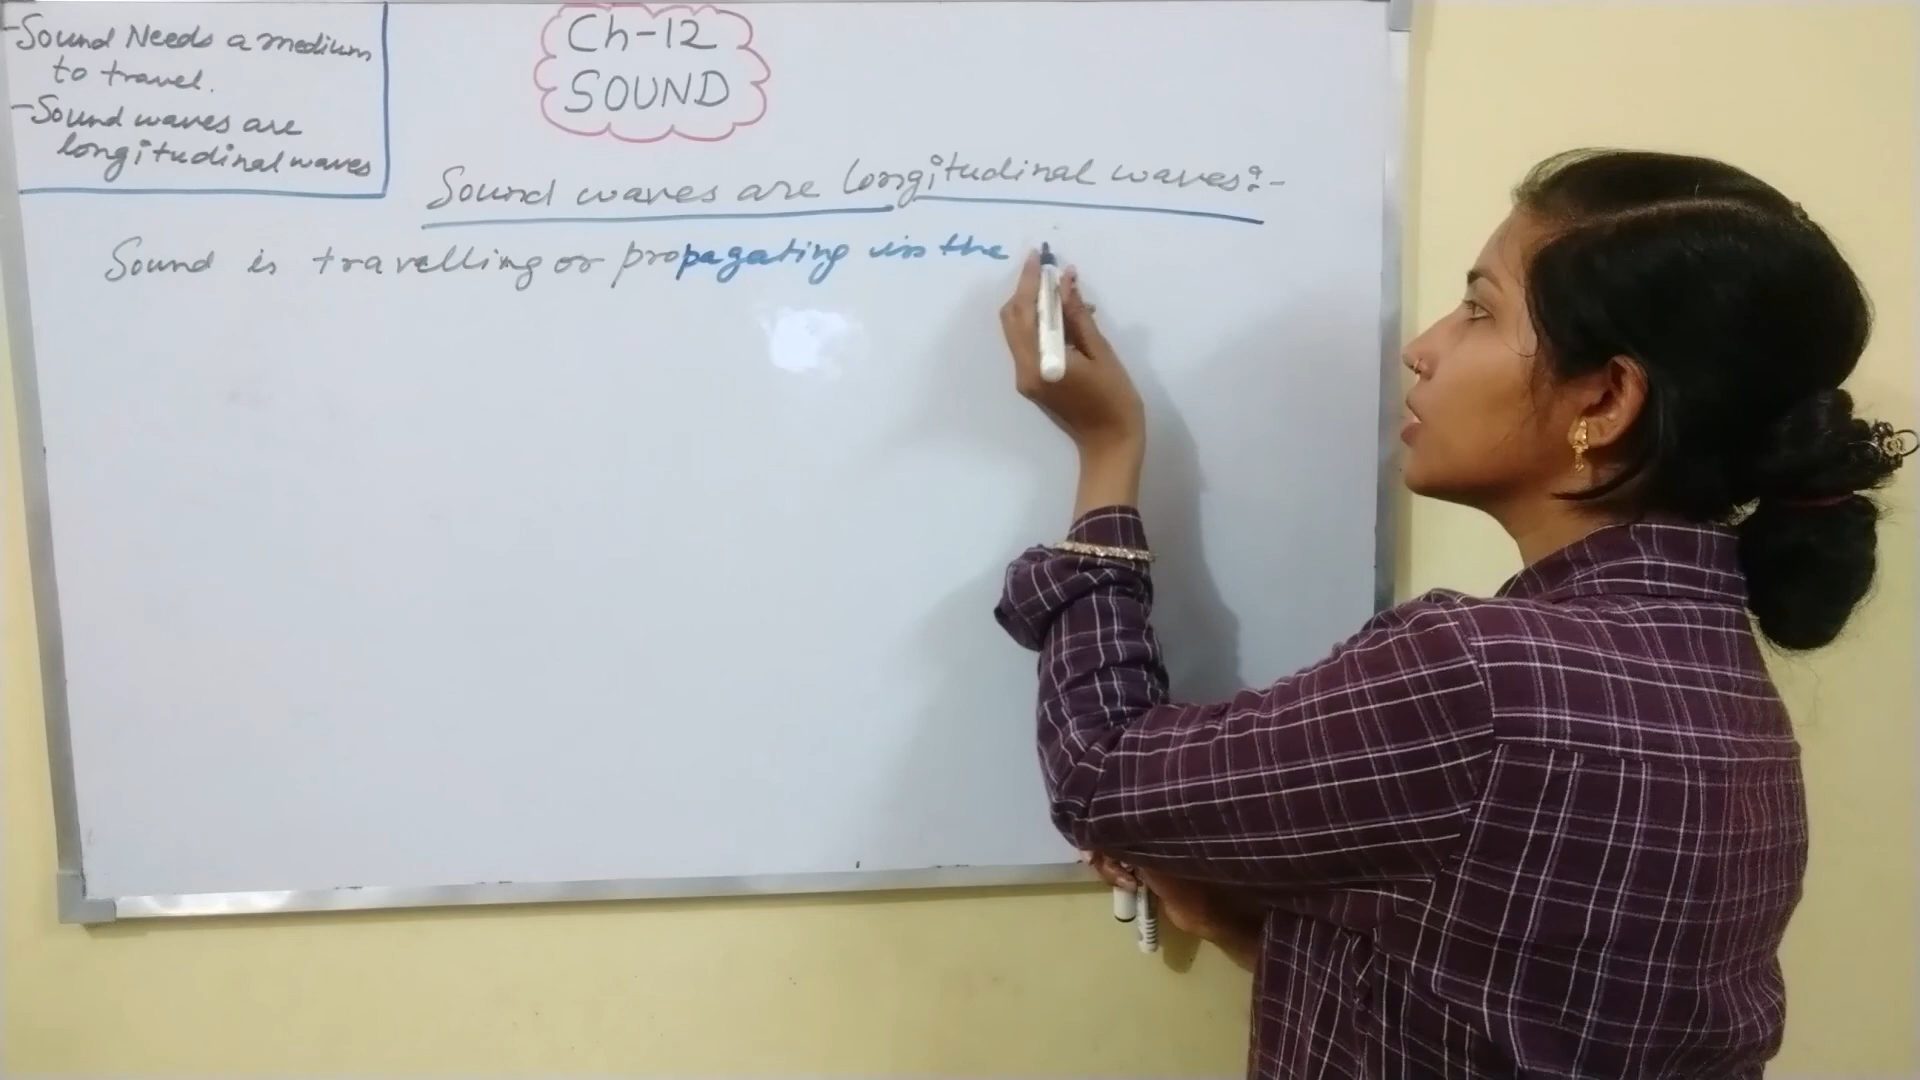 -Sound Needs a medium
to travel.
-Sound waves are
longitudinal waves
Ch-12
SOUND
Sound waves are longitudinal waves:-
Sound is travelling or propagating in the